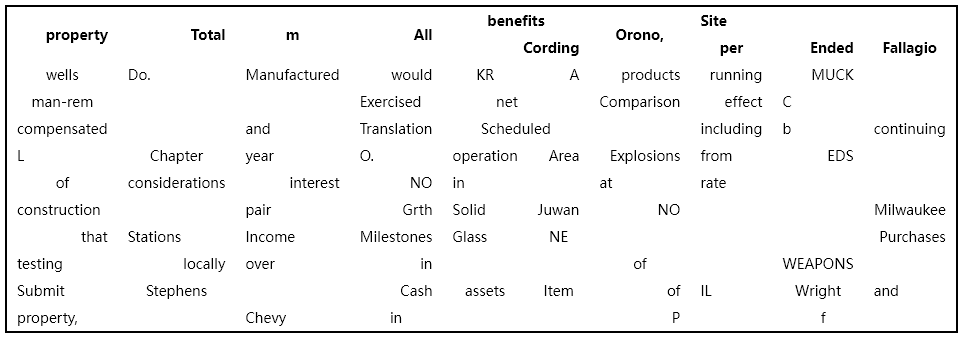 benefits Site
property Total m All Orono,
Cording per Ended Fallagio
wells Do. Manufactured would KR A products running MUCK
man-rem Exercised net Comparison effect C
compensated and Translation Scheduled including b continuing
L Chapter year O. operation Area Explosions from EDS
of considerations interest NO in at rate
construction pair Grth Solid Juwan NO Milwaukee
that Stations Income Milestones Glass NE Purchases
testing locally over in of WEAPONS
Submit Stephens Cash assets Item of IL Wright and
property, Chevy in P f